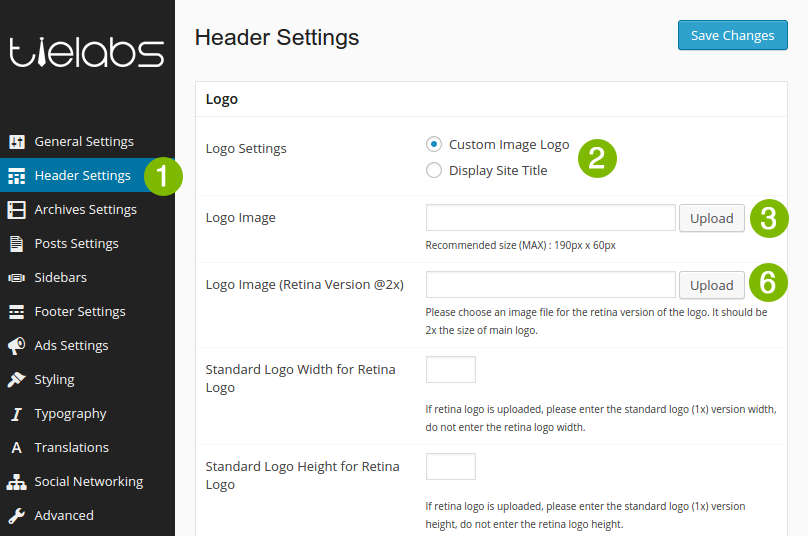 tielabs
Header Settings
Save Changes
Logo
General Settings
Header Settings
1
Archives Settings
Posts Settings
Sidebars
Footer Settings
Ads Settings
Styling
Typography
Translations
Social Networking
Advanced
Logo Settings
Custom Image Logo
Display Site Title
2
Logo Image
Upload
3
Recommended size (MAX) : 190px x 60px
Logo Image (Retina Version @2x)
Upload
6
Please choose an image file for the retina version of the logo. It should be
2x the size of main logo.
Standard Logo Width for Retina
Logo
If retina logo is uploaded, please enter the standard logo (1x) version width,
do not enter the retina logo width.
Standard Logo Height for Retina
Logo
If retina logo is uploaded, please enter the standard logo (1x) version
height, do not enter the retina logo height.